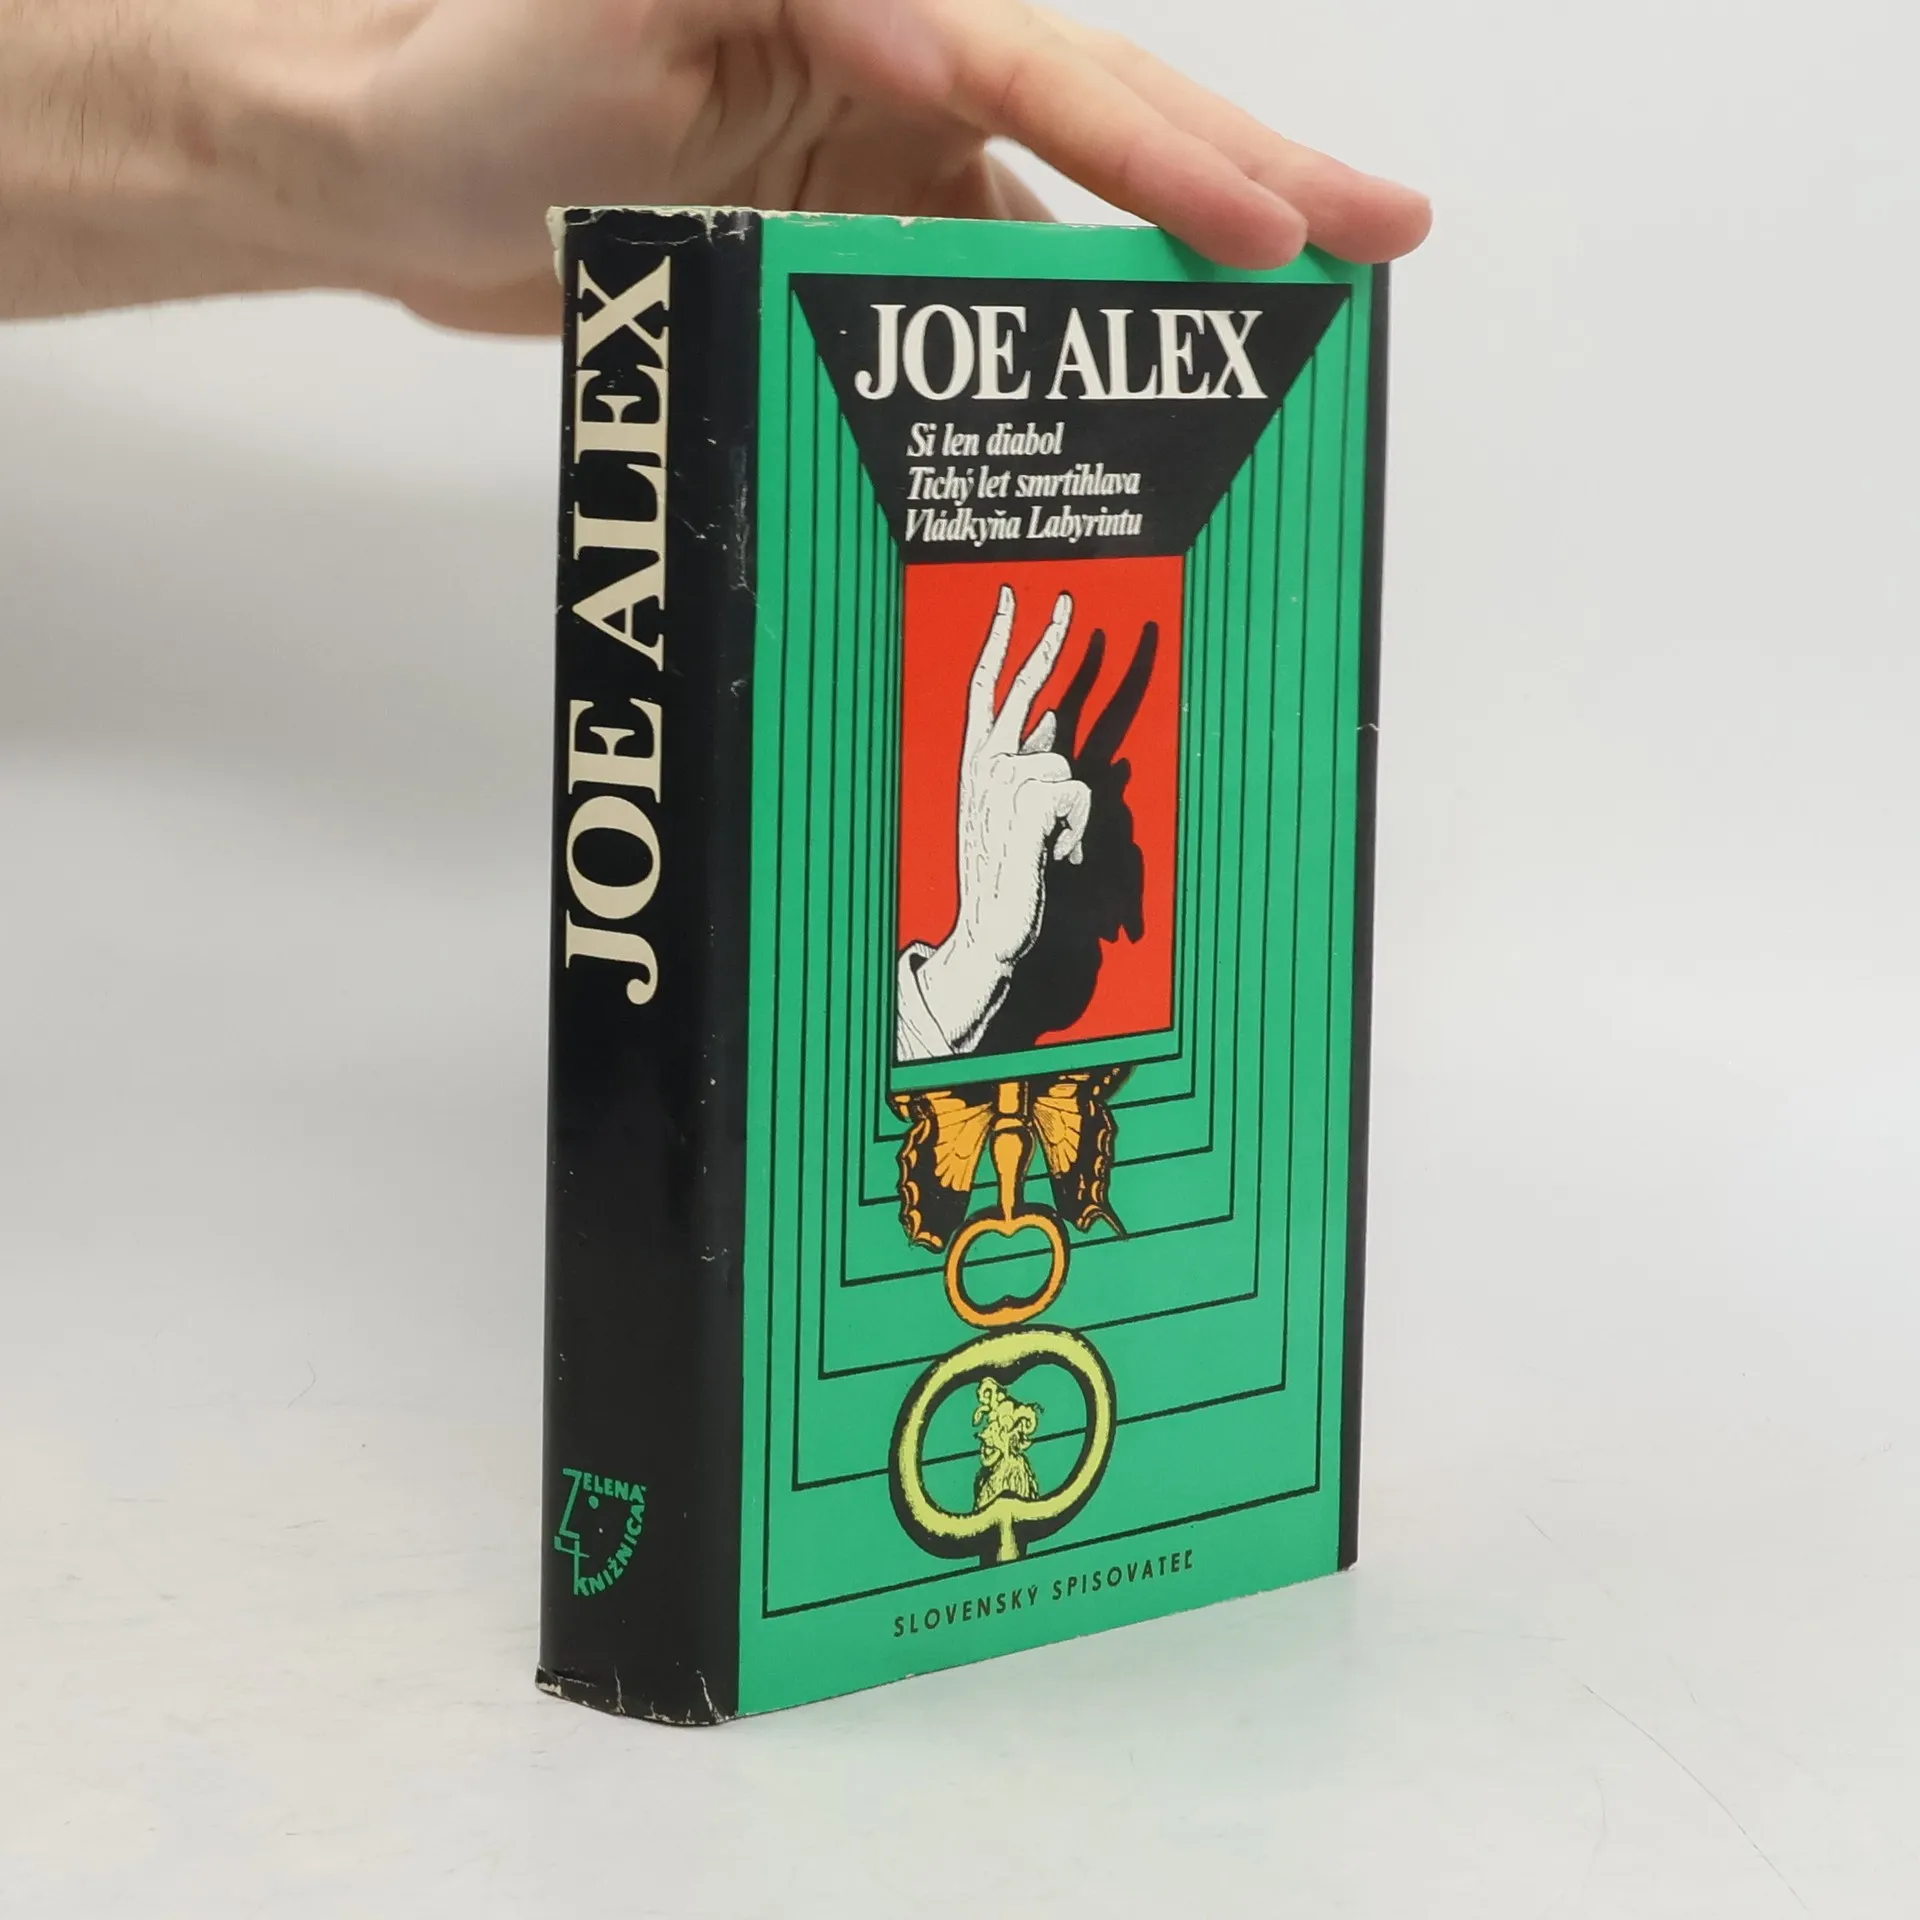 JOE ALEX
ZELENÁ
KNIŽNICA
JOE ALEX
Si len diabol
Tichý let smrtihlava
Vládkyňa Labyrintu
SLOVENSKÝ SPISOVATEĽ